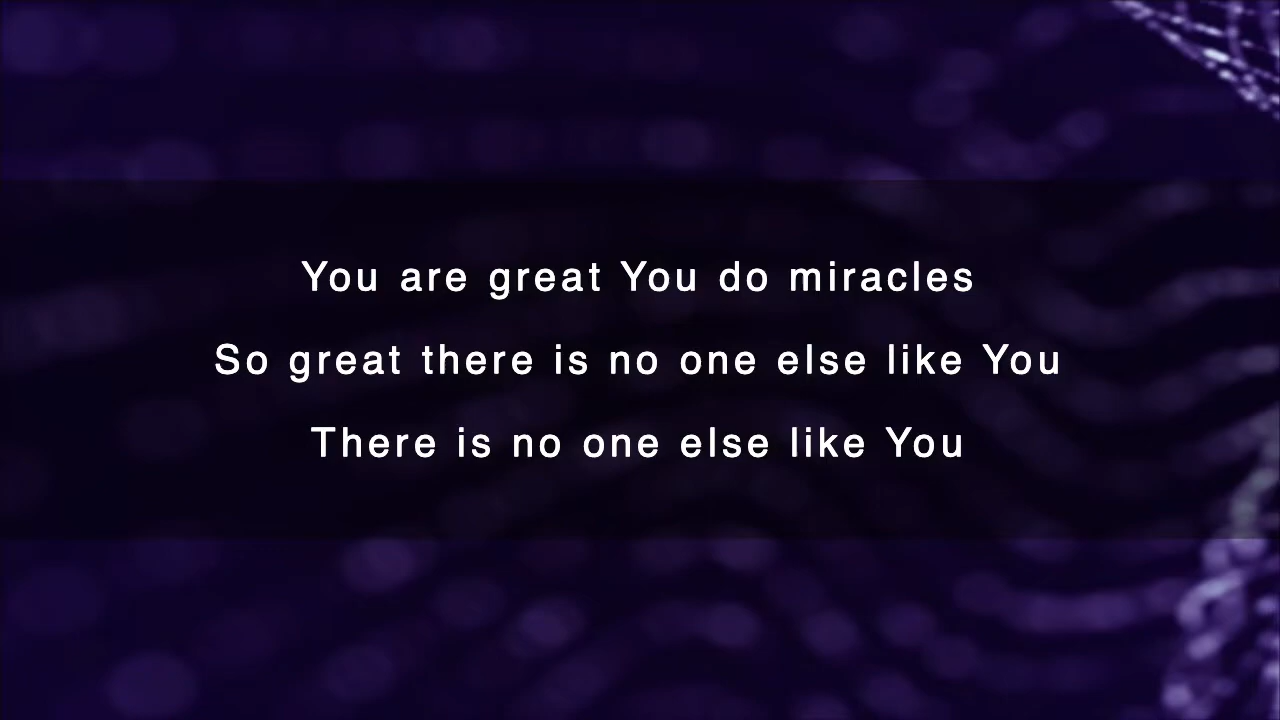 You are great You do miracles
So great there is no one else like You
There is no one else like You